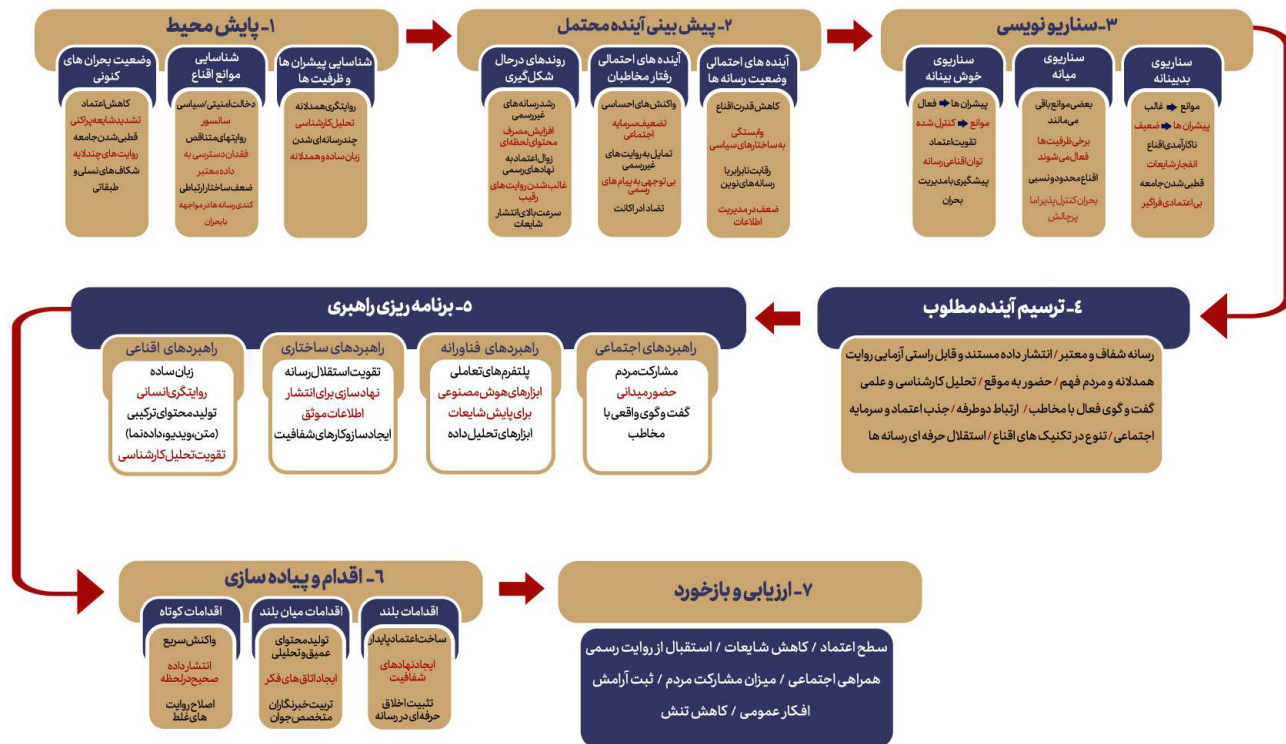 ۱- پایش محیط
شناسایی پیشران ها
و ظرفیت ها
روایتگری همدلانه
تحلیل کارشناسی
چند رسانه ای شدن
زبان ساده و همدلانه
شناسایی
موانع اقناع
دخالت امنیتی/سیاسی
سانسور
روایتهای متناقض
فقدان دسترسی به
داده معتبر
ضعف ساختار ارتباطی
کندی رسانه ها در مواجهه
با بحران
وضعیت بحران های
کنونی
کاهش اعتماد
تشدید شایعه پراکنی
قطبی شدن جامعه
روایت های چندلایه
شکاف های نسلی و
طبقاتی
۲- پیش بینی آینده محتمل
آینده های احتمالی
وضعیت رسانه ها
کاهش قدرت اقناع
وابستگی
به ساختارهای سیاسی
رقابت نابرابر با
رسانه های نوین
ضعف در مدیریت
اطلاعات
آینده های احتمالی
رفتار مخاطبان
واکنش های احساسی
تضعیف سرمایه
اجتماعی
تمایل به روایت های
غیررسمی
بی توجهی به پیام های
رسمی
تضاد ادراکانت
روندهای درحال
شکل گیری
رشد رسانه های
غیررسمی
افزایش مصرف
محتوای لحظه ای
زوال اعتماد به
نهادهای رسمی
غالب شدن روایت های
رقیب
سرعت بالای انتشار
شایعات
۳- سناریو نویسی
سناریوی
بدبینانه
موانع ➡ غالب
پیشران ها ➡ ضعیف
ناکارآمدی اقناع
انفجار شایعات
قطبی شدن جامعه
بی اعتمادی فراگیر
سناریوی
میانه
بعضی موانع باقی
می مانند
برخی ظرفیت ها
فعال می شوند
اقناع محدود و نسبی
بحران کنترل پذیر اما
پرچالش
سناریوی
خوش بینانه
پیشران ها ➡ فعال
موانع ➡ کنترل شده
تقویت اعتماد
توان اقناعی رسانه
پیشگیری با مدیریت
بحران
۴- ترسیم آینده مطلوب
رسانه شفاف و معتبر / انتشار داده مستند و قابل راستی آزمایی روایت
همدلانه و مردم فهم / حضور به موقع / تحلیل کارشناسی و علمی
گفت و گوی فعال با مخاطب / ارتباط دوطرفه / جذب اعتماد و سرمایه
اجتماعی / تنوع در تکنیک های اقناع / استقلال حرفه ای رسانه ها
۵- برنامه ریزی راهبری
راهبردهای اجتماعی
مشارکت مردم
حضور میدانی
گفت و گوی واقعی با
مخاطب
راهبردهای فناورانه
پلتفرم های تعاملی
ابزارهای هوش مصنوعی
برای پایش شایعات
ابزارهای تحلیل داده
راهبردهای ساختاری
تقویت استقلال رسانه
نهادسازی برای انتشار
اطلاعات موثق
ایجاد سازوکارهای شفافیت
راهبردهای اقناعی
زبان ساده
روایتگری انسانی
تولید محتوای ترکیبی
(متن، ویدیو، داده نما)
تقویت تحلیل کارشناسی
۶- اقدام و پیاده سازی
اقدامات بلند
ساخت اعتماد پایدار
ایجاد نهادهای
شفافیت
تثبیت اخلاق
حرفه ای در رسانه
اقدامات میان بلند
تولید محتوای
عمیق و تحلیلی
ایجاد اتاق های فکر
تربیت خبرنگاران
متخصص جوان
اقدامات کوتاه
واکنش سریع
انتشار داده
صحیح در لحظه
اصلاح روایت
های غلط
۷- ارزیابی و بازخورد
سطح اعتماد / کاهش شایعات / استقبال از روایت رسمی
همراهی اجتماعی / میزان مشارکت مردم / ثبت آرامش
افکار عمومی / کاهش تنش